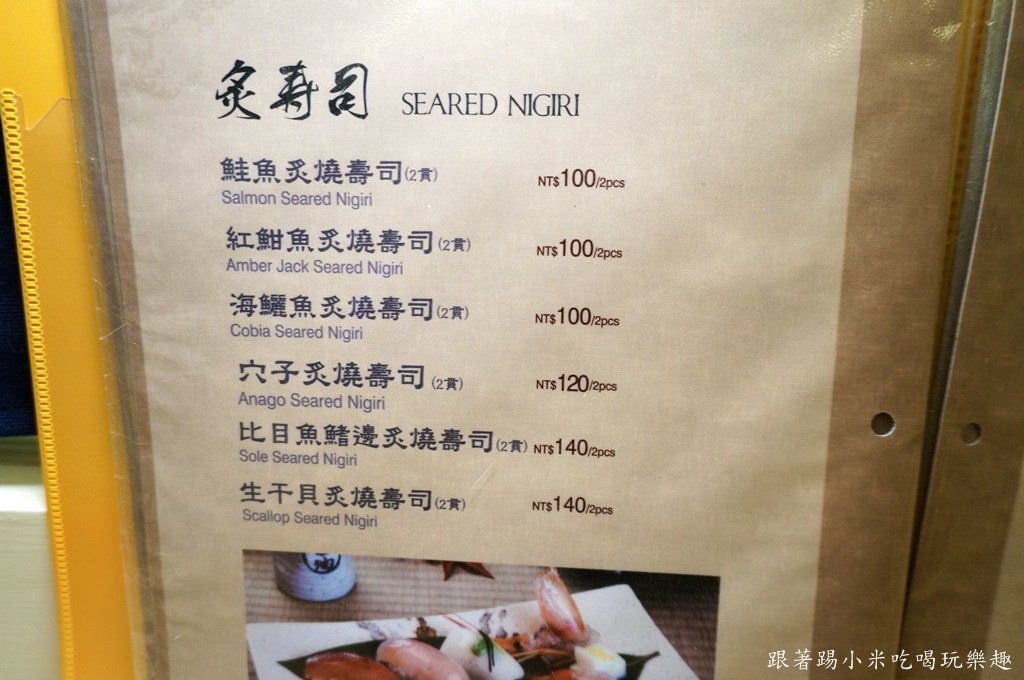 炙寿司 SEARED NIGIRI
鮭魚炙燒壽司(2貫) NT$100/2pcs
Salmon Seared Nigiri
紅魽魚炙燒壽司(2貫) NT$100/2pcs
Amber Jack Seared Nigiri
海鱺魚炙燒壽司(2貫) NT$100/2pcs
Cobia Seared Nigiri
穴子炙燒壽司(2貫) NT$120/2pcs
Anago Seared Nigiri
比目魚鰭邊炙燒壽司(2貫) NT$140/2pcs
Sole Seared Nigiri
生干貝炙燒壽司(2貫) NT$140/2pcs
Scallop Seared Nigiri
跟著踢小米吃喝玩樂趣